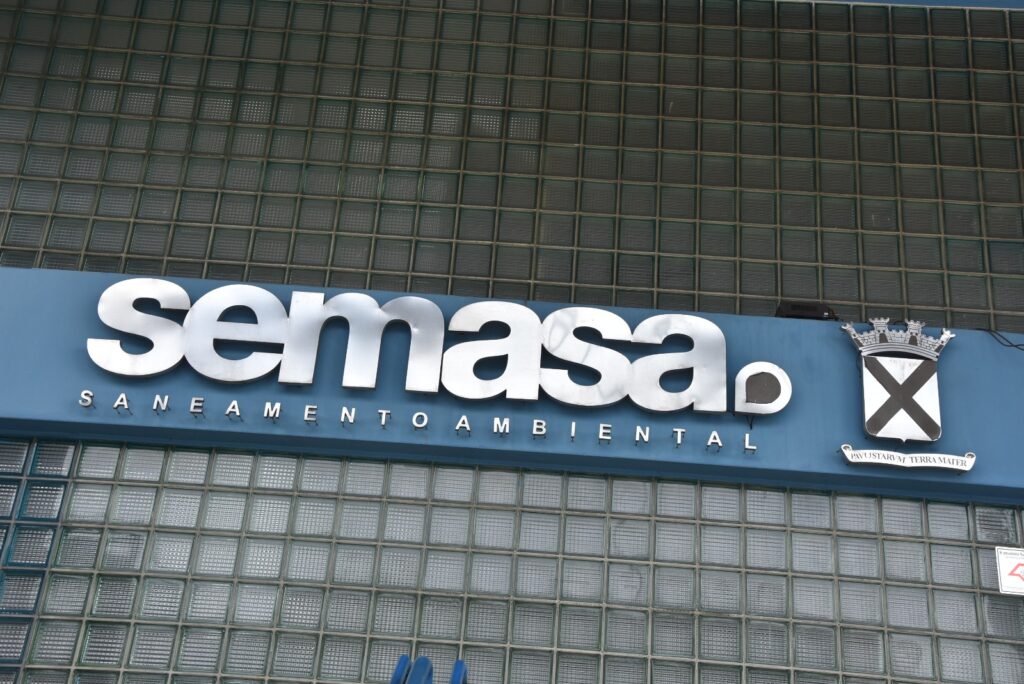 semasa
SANEAMENTO AMBIENTAL
PAVLISTARVM TERRA MATER